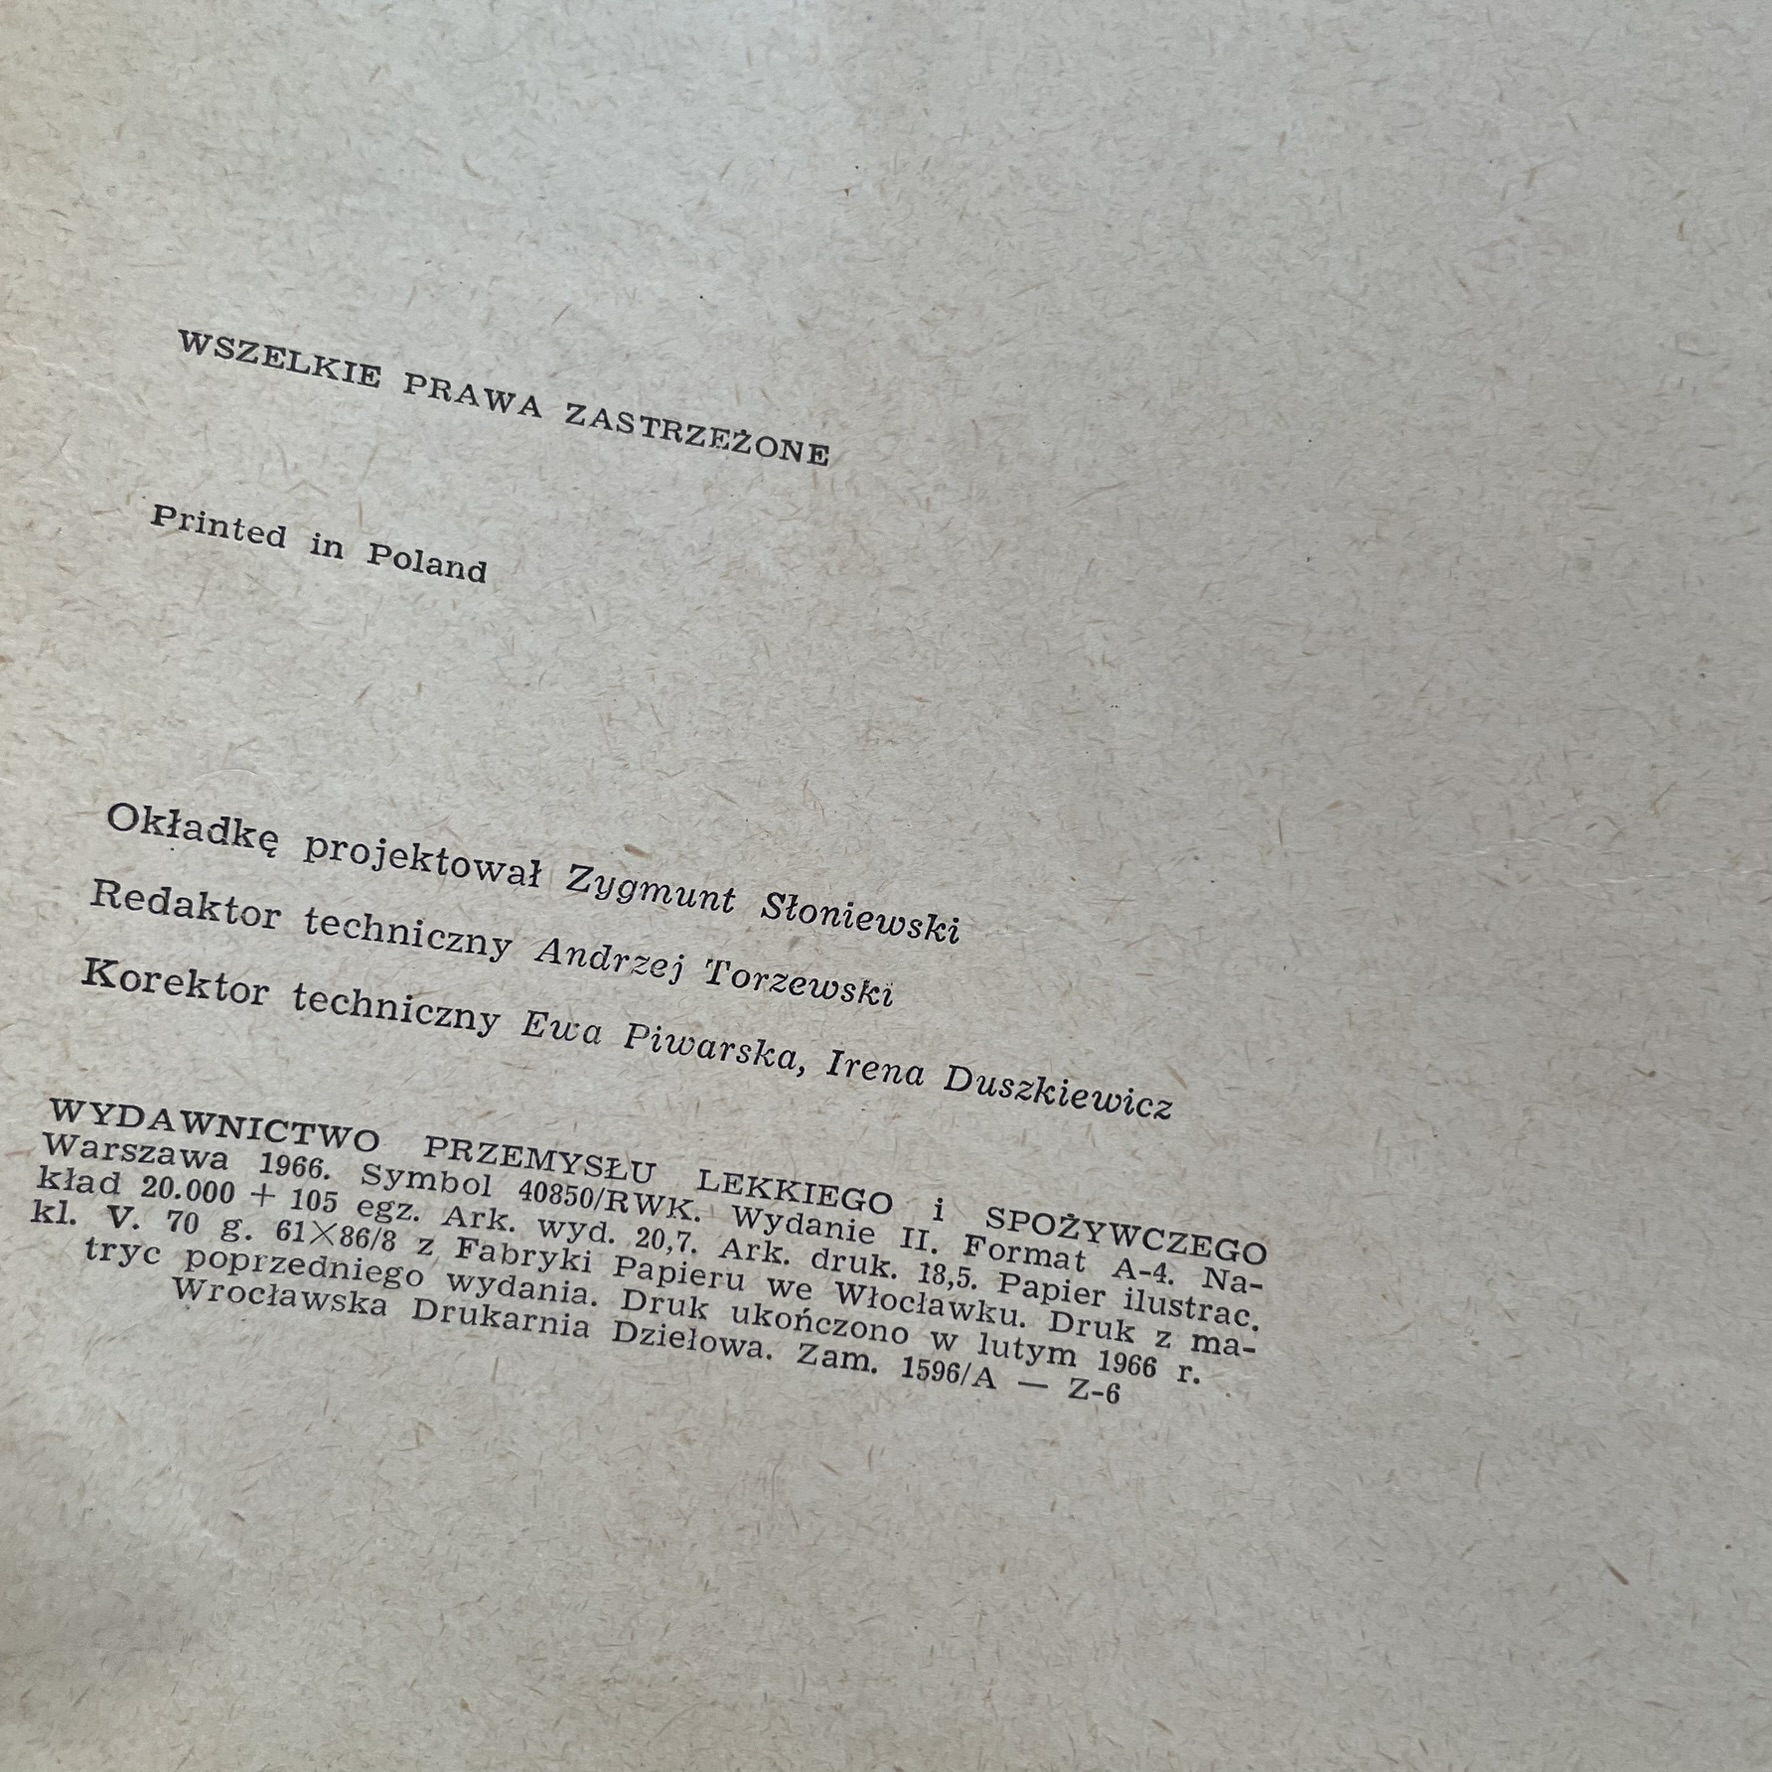 WSZELKIE PRAWA ZASTRZEŻONE
Printed in Poland
Okładkę projektował Zygmunt Słoniewski
Redaktor techniczny Andrzej Torzewski
Korektor techniczny Ewa Piwarska, Irena Duszkiewicz
WYDAWNICTWO PRZEMYSŁU LEKKIEGO i SPOŻYWCZEGO
Warszawa 1966. Symbol 40850/RWK. Wydanie II. Format A-4. Na-
kład 20.000 + 105 egz. Ark. wyd. 20,7. Ark. druk. 18,5. Papier ilustrac.
kl. V. 70 g. 61×86/8 z Fabryki Papieru we Włocławku. Druk z ma-
tryc poprzedniego wydania. Druk ukończono w lutym 1966 r.
Wrocławska Drukarnia Dziełowa. Zam. 1596/A — Z-6